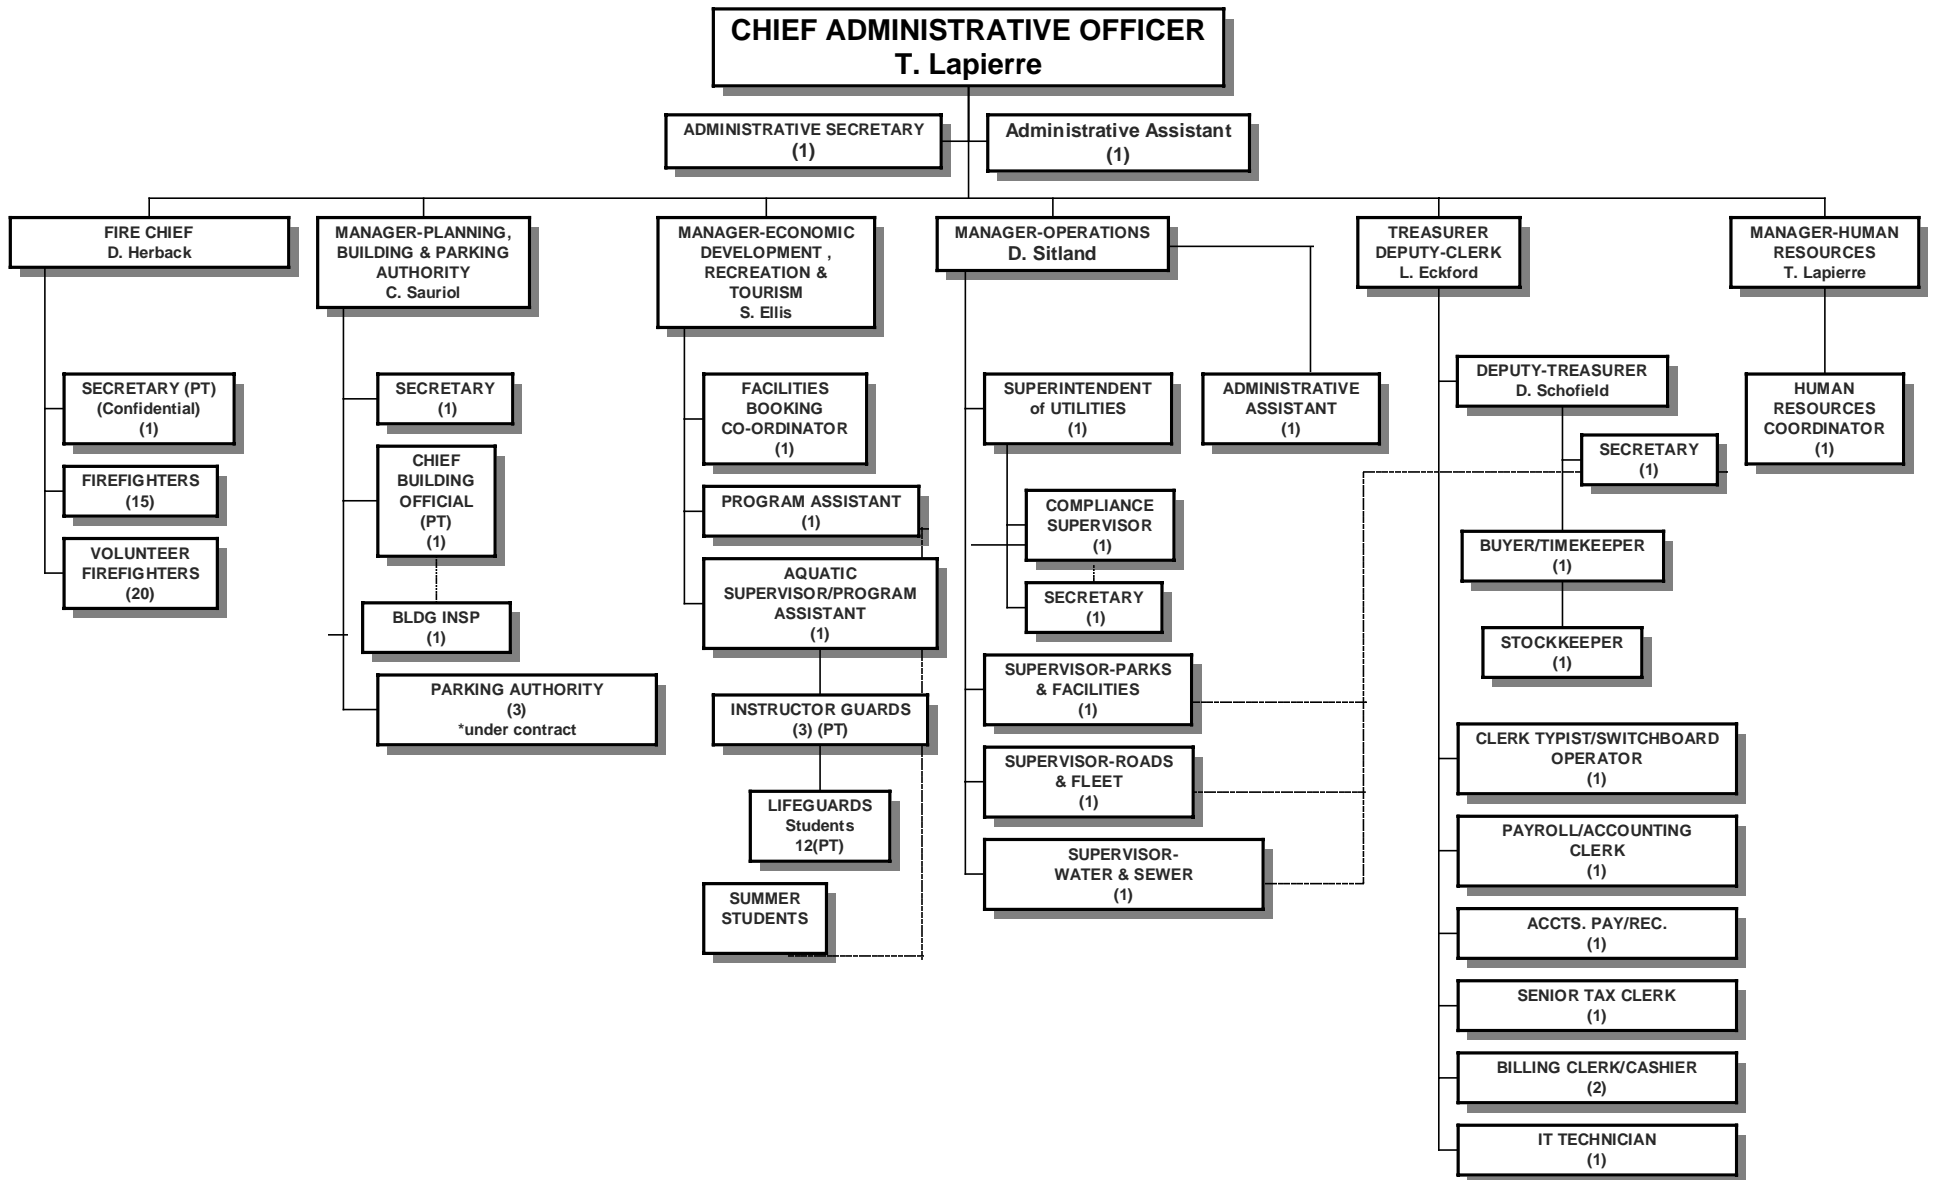 CHIEF ADMINISTRATIVE OFFICER
T. Lapierre
ADMINISTRATIVE SECRETARY
(1)
Administrative Assistant
(1)
FIRE CHIEF
D. Herback
SECRETARY (PT)
(Confidential)
(1)
FIREFIGHTERS
(15)
VOLUNTEER
FIREFIGHTERS
(20)
MANAGER-PLANNING,
BUILDING & PARKING
AUTHORITY
C. Sauriol
SECRETARY
(1)
CHIEF
BUILDING
OFFICIAL
(PT)
(1)
BLDG INSP
(1)
PARKING AUTHORITY
(3)
*under contract
MANAGER-ECONOMIC
DEVELOPMENT ,
RECREATION &
TOURISM
S. Ellis
FACILITIES
BOOKING
CO-ORDINATOR
(1)
PROGRAM ASSISTANT
(1)
AQUATIC
SUPERVISOR/PROGRAM
ASSISTANT
(1)
INSTRUCTOR GUARDS
(3) (PT)
LIFEGUARDS
Students
12(PT)
SUMMER
STUDENTS
MANAGER-OPERATIONS
D. Sitland
SUPERINTENDENT
of UTILITIES
(1)
ADMINISTRATIVE
ASSISTANT
(1)
COMPLIANCE
SUPERVISOR
(1)
SECRETARY
(1)
SUPERVISOR-PARKS
& FACILITIES
(1)
SUPERVISOR-ROADS
& FLEET
(1)
SUPERVISOR-
WATER & SEWER
(1)
TREASURER
DEPUTY-CLERK
L. Eckford
DEPUTY-TREASURER
D. Schofield
SECRETARY
(1)
BUYER/TIMEKEEPER
(1)
STOCKKEEPER
(1)
CLERK TYPIST/SWITCHBOARD
OPERATOR
(1)
PAYROLL/ACCOUNTING
CLERK
(1)
ACCTS. PAY/REC.
(1)
SENIOR TAX CLERK
(1)
BILLING CLERK/CASHIER
(2)
IT TECHNICIAN
(1)
MANAGER-HUMAN
RESOURCES
T. Lapierre
HUMAN
RESOURCES
COORDINATOR
(1)